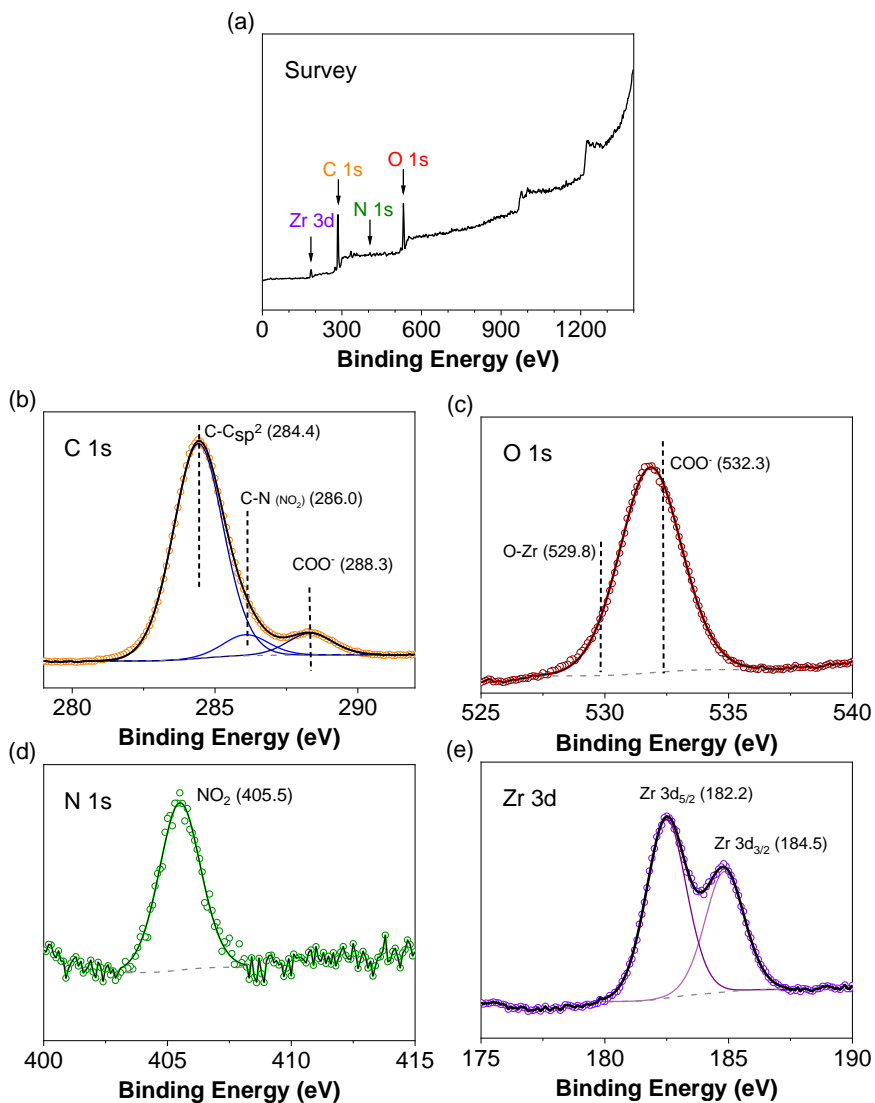 (a)
Survey
C 1s
O 1s
Zr 3d
N 1s
0 300 600 900 1200
Binding Energy (eV)
(b)
C 1s
C-Csp²
(284.4)
C-N (NO₂) (286.0)
COO⁻ (288.3)
280 285 290
Binding Energy (eV)
(c)
O 1s
COO⁻ (532.3)
O-Zr (529.8)
525 530 535 540
Binding Energy (eV)
(d)
N 1s
NO₂ (405.5)
400 405 410 415
Binding Energy (eV)
(e)
Zr 3d
Zr 3d₅/₂ (182.2)
Zr 3d₃/₂ (184.5)
175 180 185 190
Binding Energy (eV)